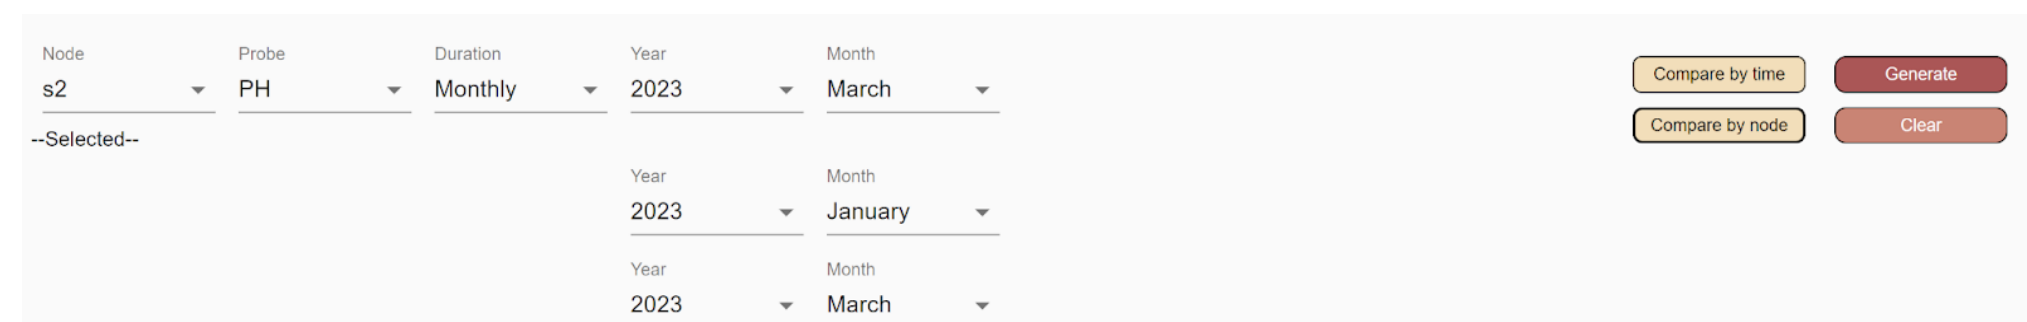 Node Probe Duration Year Month
s2 PH Monthly 2023 March
Compare by time Generate
Compare by node Clear
--Selected--
Year Month
2023 January
Year Month
2023 March